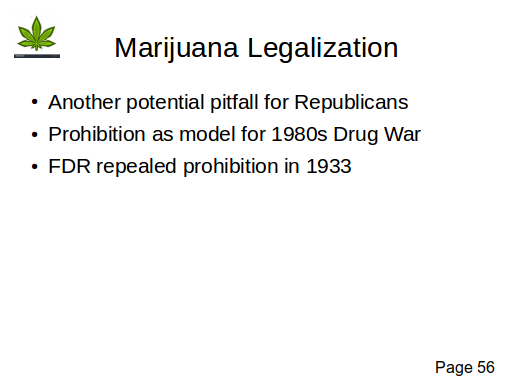 Marijuana Legalization
• Another potential pitfall for Republicans
• Prohibition as model for 1980s Drug War
• FDR repealed prohibition in 1933
Page 56